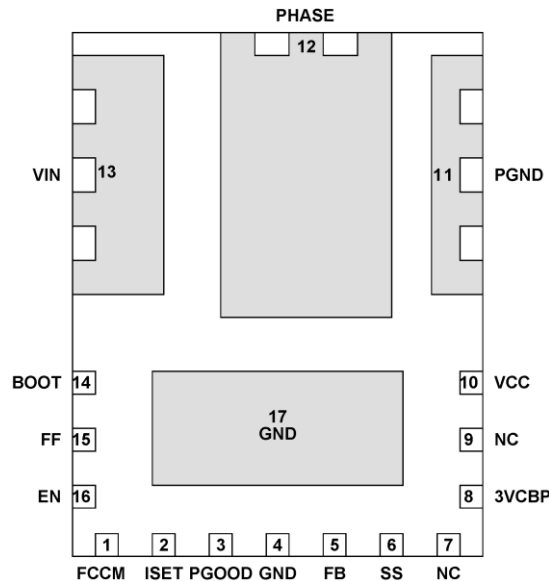 PHASE
12
VIN 13 11 PGND
BOOT 14 10 VCC
17
GND
FF 15 9 NC
EN 16 8 3VCBP
1 2 3 4 5 6 7
FCCM ISET PGOOD GND FB SS NC